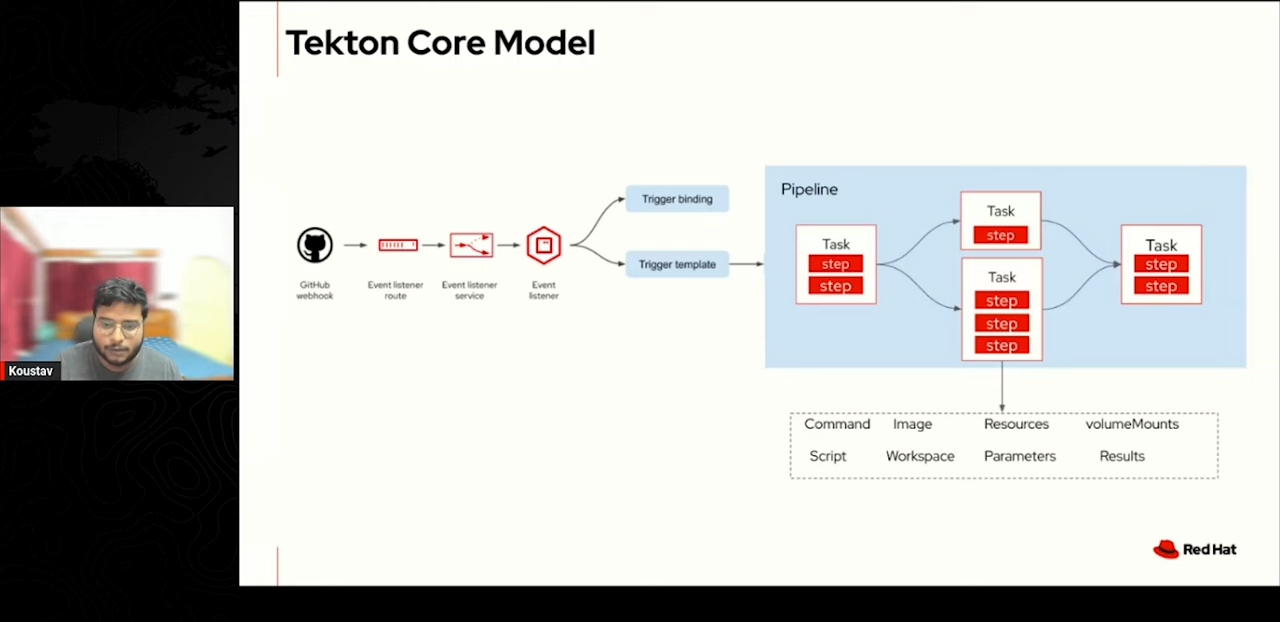 Tekton Core Model
GitHub
webhook
Event listener
route
Event listener
service
Event
listener
Trigger binding
Trigger template
Pipeline
Task
step
step
Task
step
Task
step
step
step
Task
step
step
Command Image Resources volumeMounts
Script Workspace Parameters Results
Koustav
Red Hat